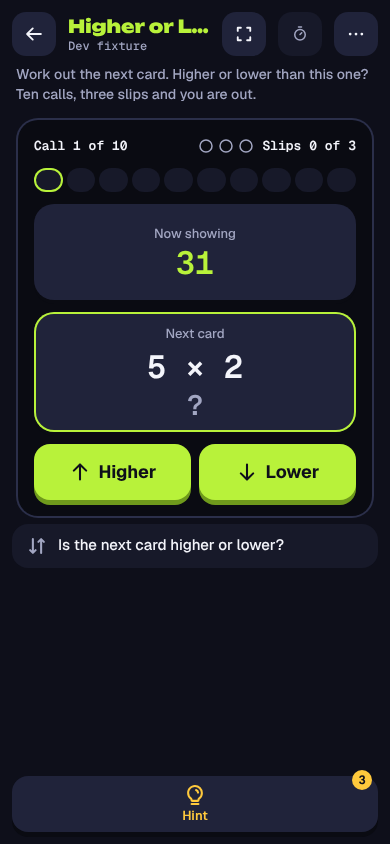 Higher or L...
Dev fixture
Work out the next card. Higher or lower than this one?
Ten calls, three slips and you are out.
Call 1 of 10
Slips 0 of 3
Now showing
31
Next card
5 × 2
?
Higher
Lower
Is the next card higher or lower?
3
Hint